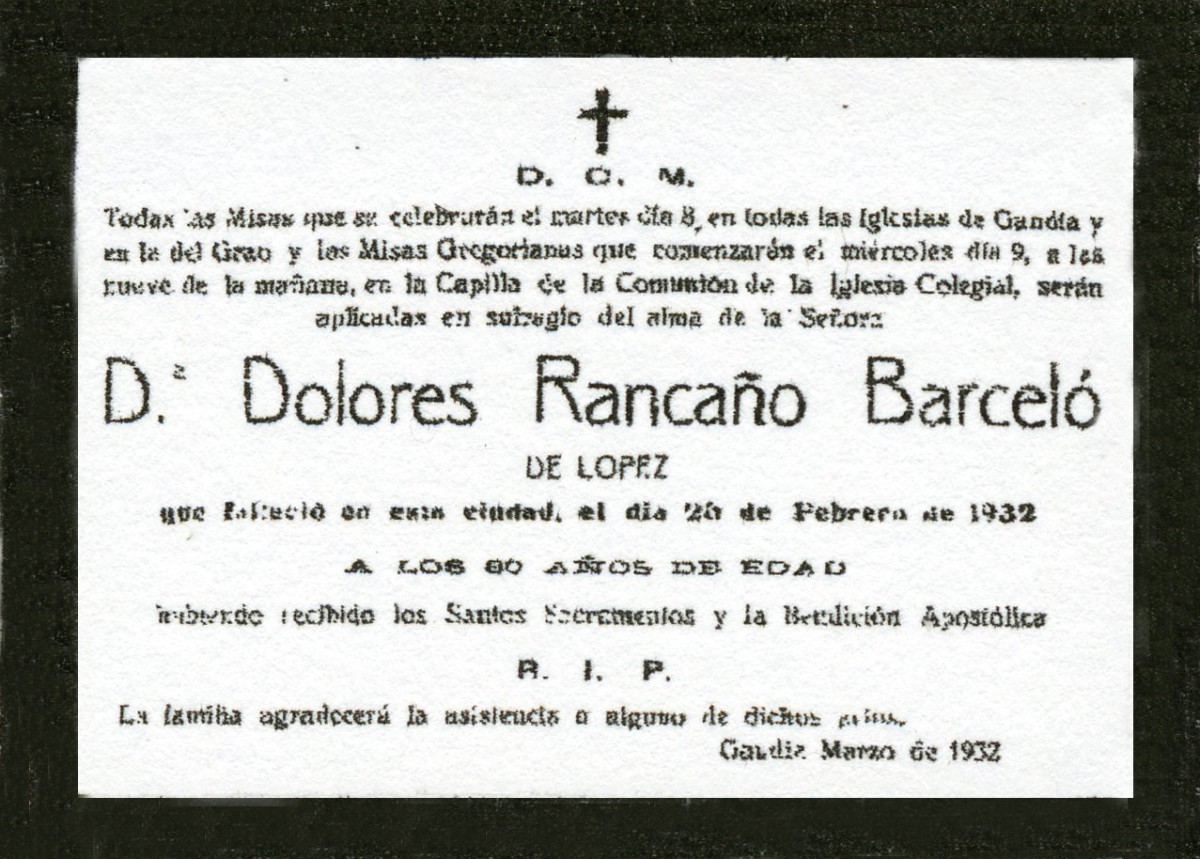 D. O. M.
Todas las Misas que se celebrarán el martes día 8, en todas las Iglesias de Gandía y
en la del Grao y las Misas Gregorianas que comenzarán el miércoles día 9, a las
nueve de la mañana, en la Capilla de la Comunión de la Iglesia Colegial, serán
aplicadas en sufragio del alma de la Señora
D.ª Dolores Rancaño Barceló
DE LOPEZ
que falleció en esta ciudad, el dia de Febrero de 1932
A LOS 60 AÑOS DE EDAD
habiendo recibido los Santos Sacramentos y la Bendición Apostólica
R. I. P.
La familia agradecerá la asistencia a alguno de dichos actos.
Gandia Marzo de 1932